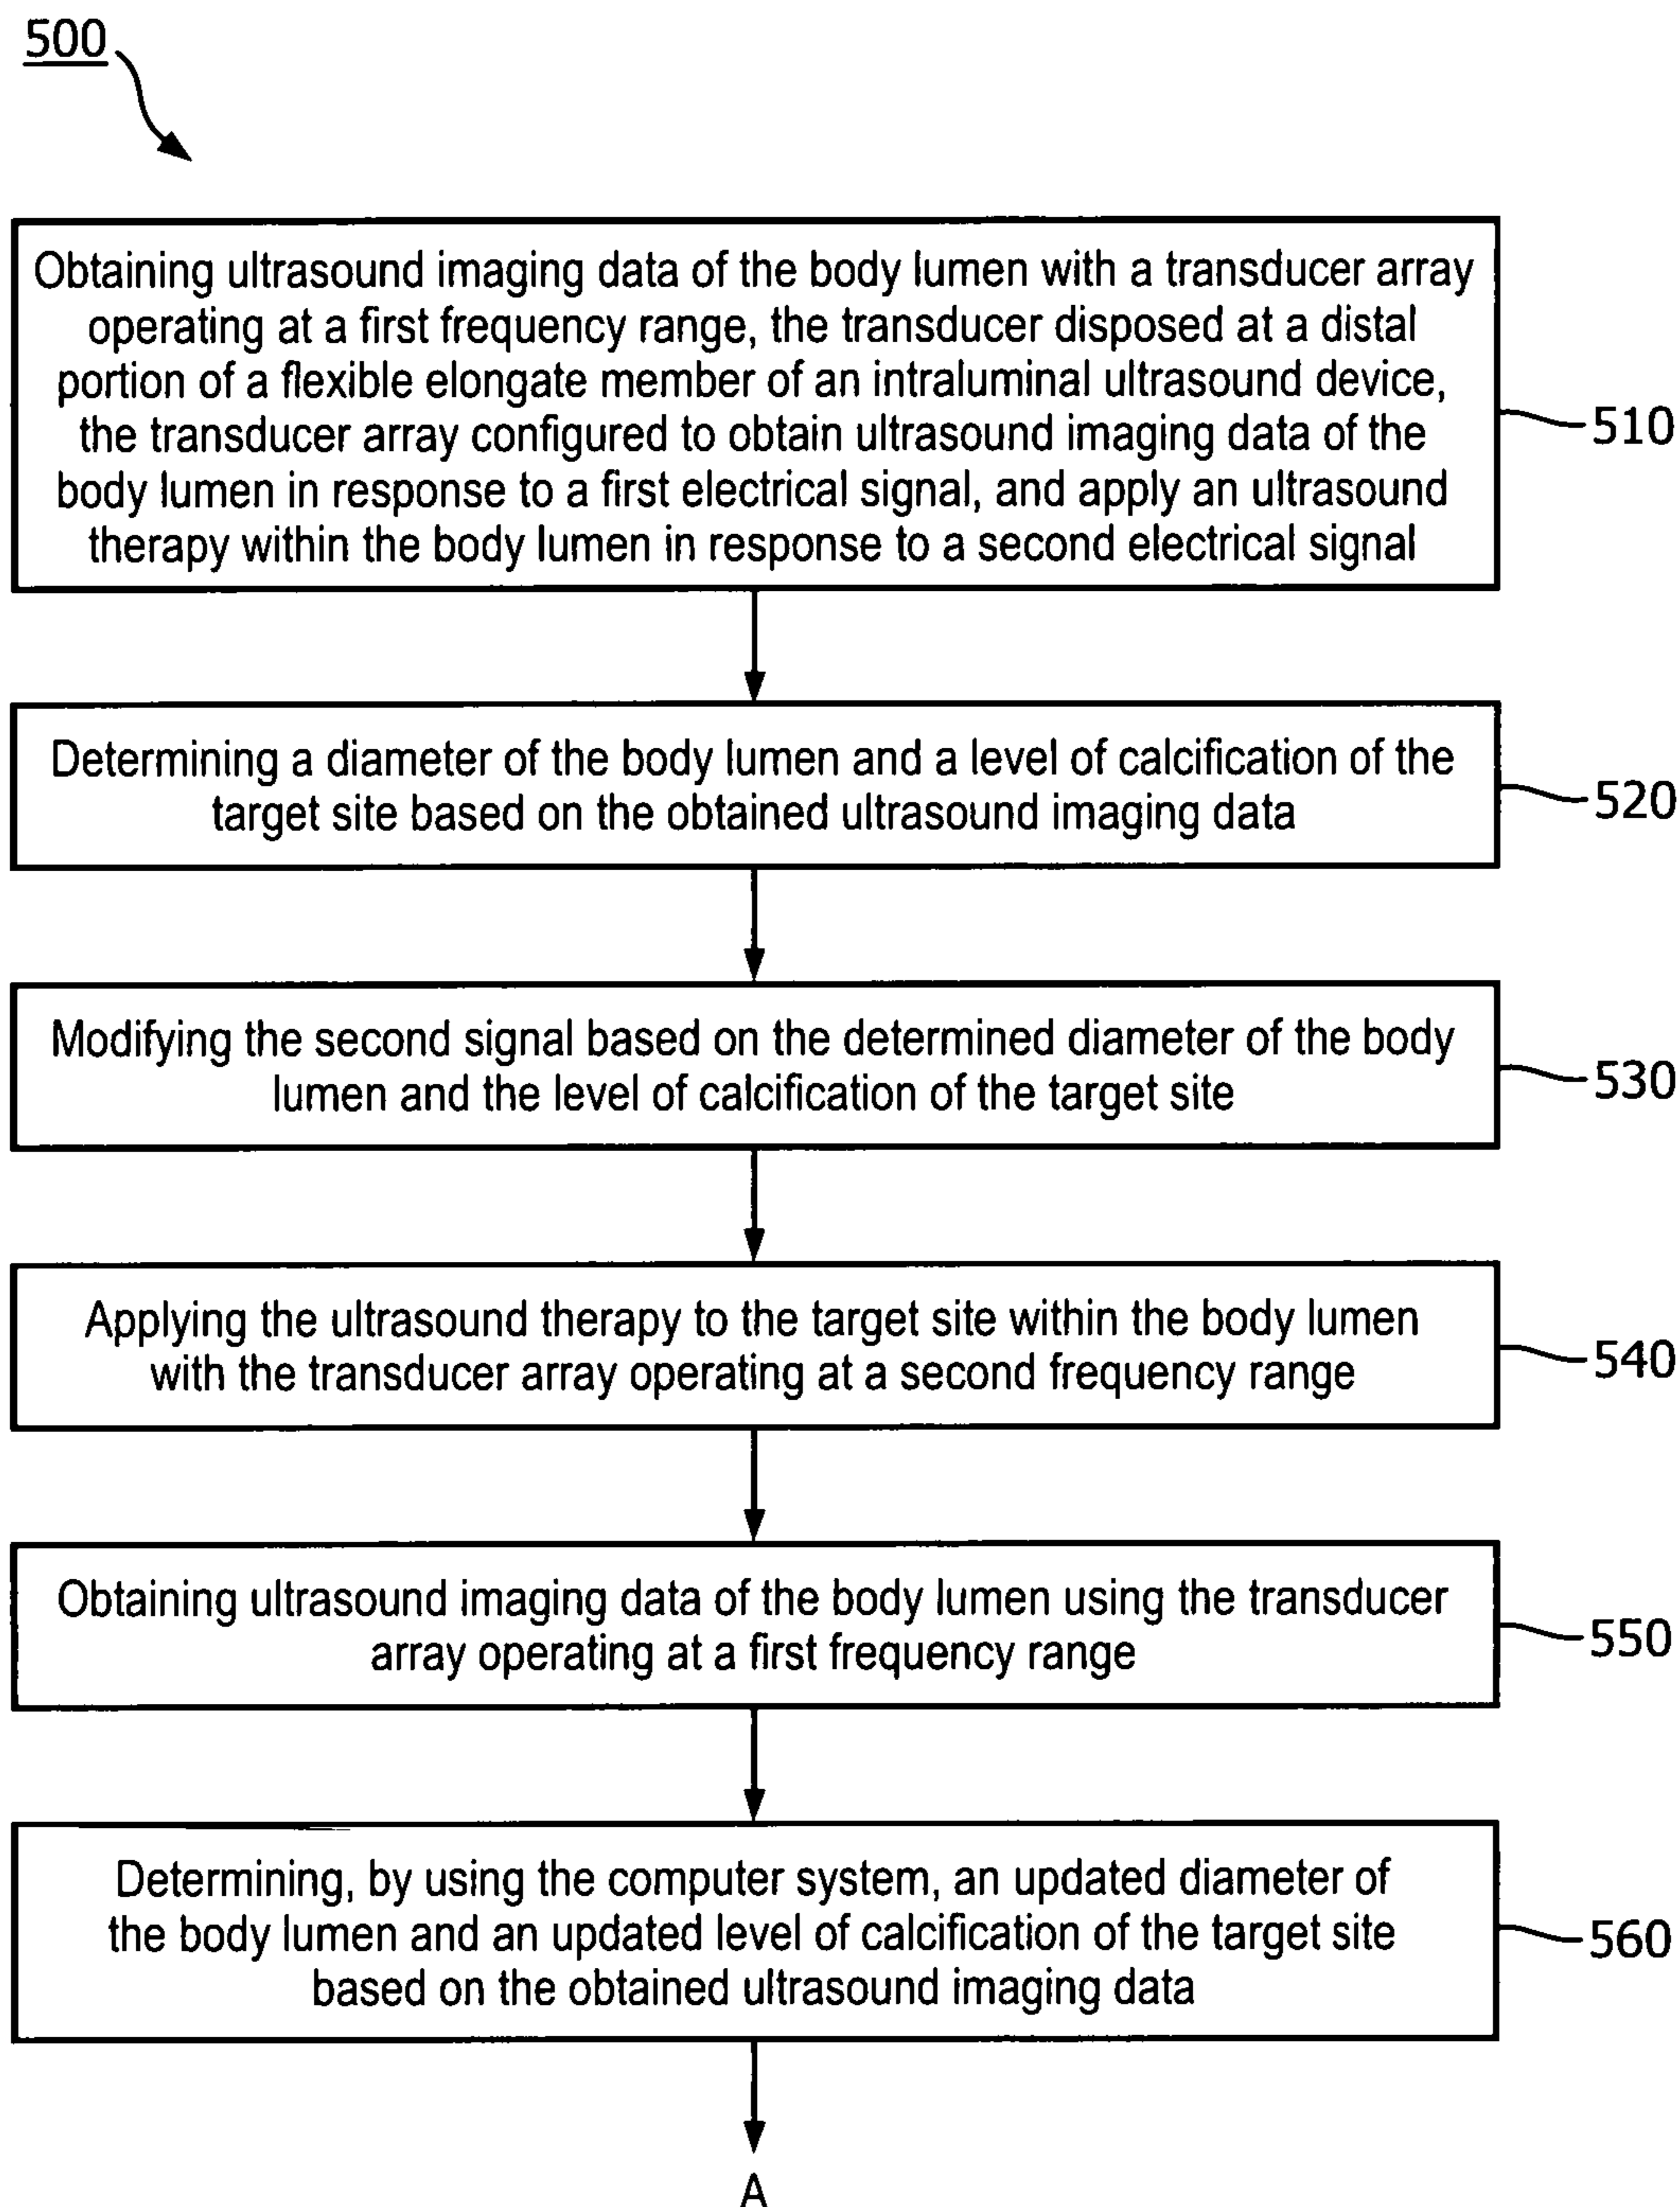 500
Obtaining ultrasound imaging data of the body lumen with a transducer array
operating at a first frequency range, the transducer disposed at a distal
portion of a flexible elongate member of an intraluminal ultrasound device,
the transducer array configured to obtain ultrasound imaging data of the
body lumen in response to a first electrical signal, and apply an ultrasound
therapy within the body lumen in response to a second electrical signal
510
Determining a diameter of the body lumen and a level of calcification of the
target site based on the obtained ultrasound imaging data
520
Modifying the second signal based on the determined diameter of the body
lumen and the level of calcification of the target site
530
Applying the ultrasound therapy to the target site within the body lumen
with the transducer array operating at a second frequency range
540
Obtaining ultrasound imaging data of the body lumen using the transducer
array operating at a first frequency range
550
Determining, by using the computer system, an updated diameter of
the body lumen and an updated level of calcification of the target site
based on the obtained ultrasound imaging data
560
A